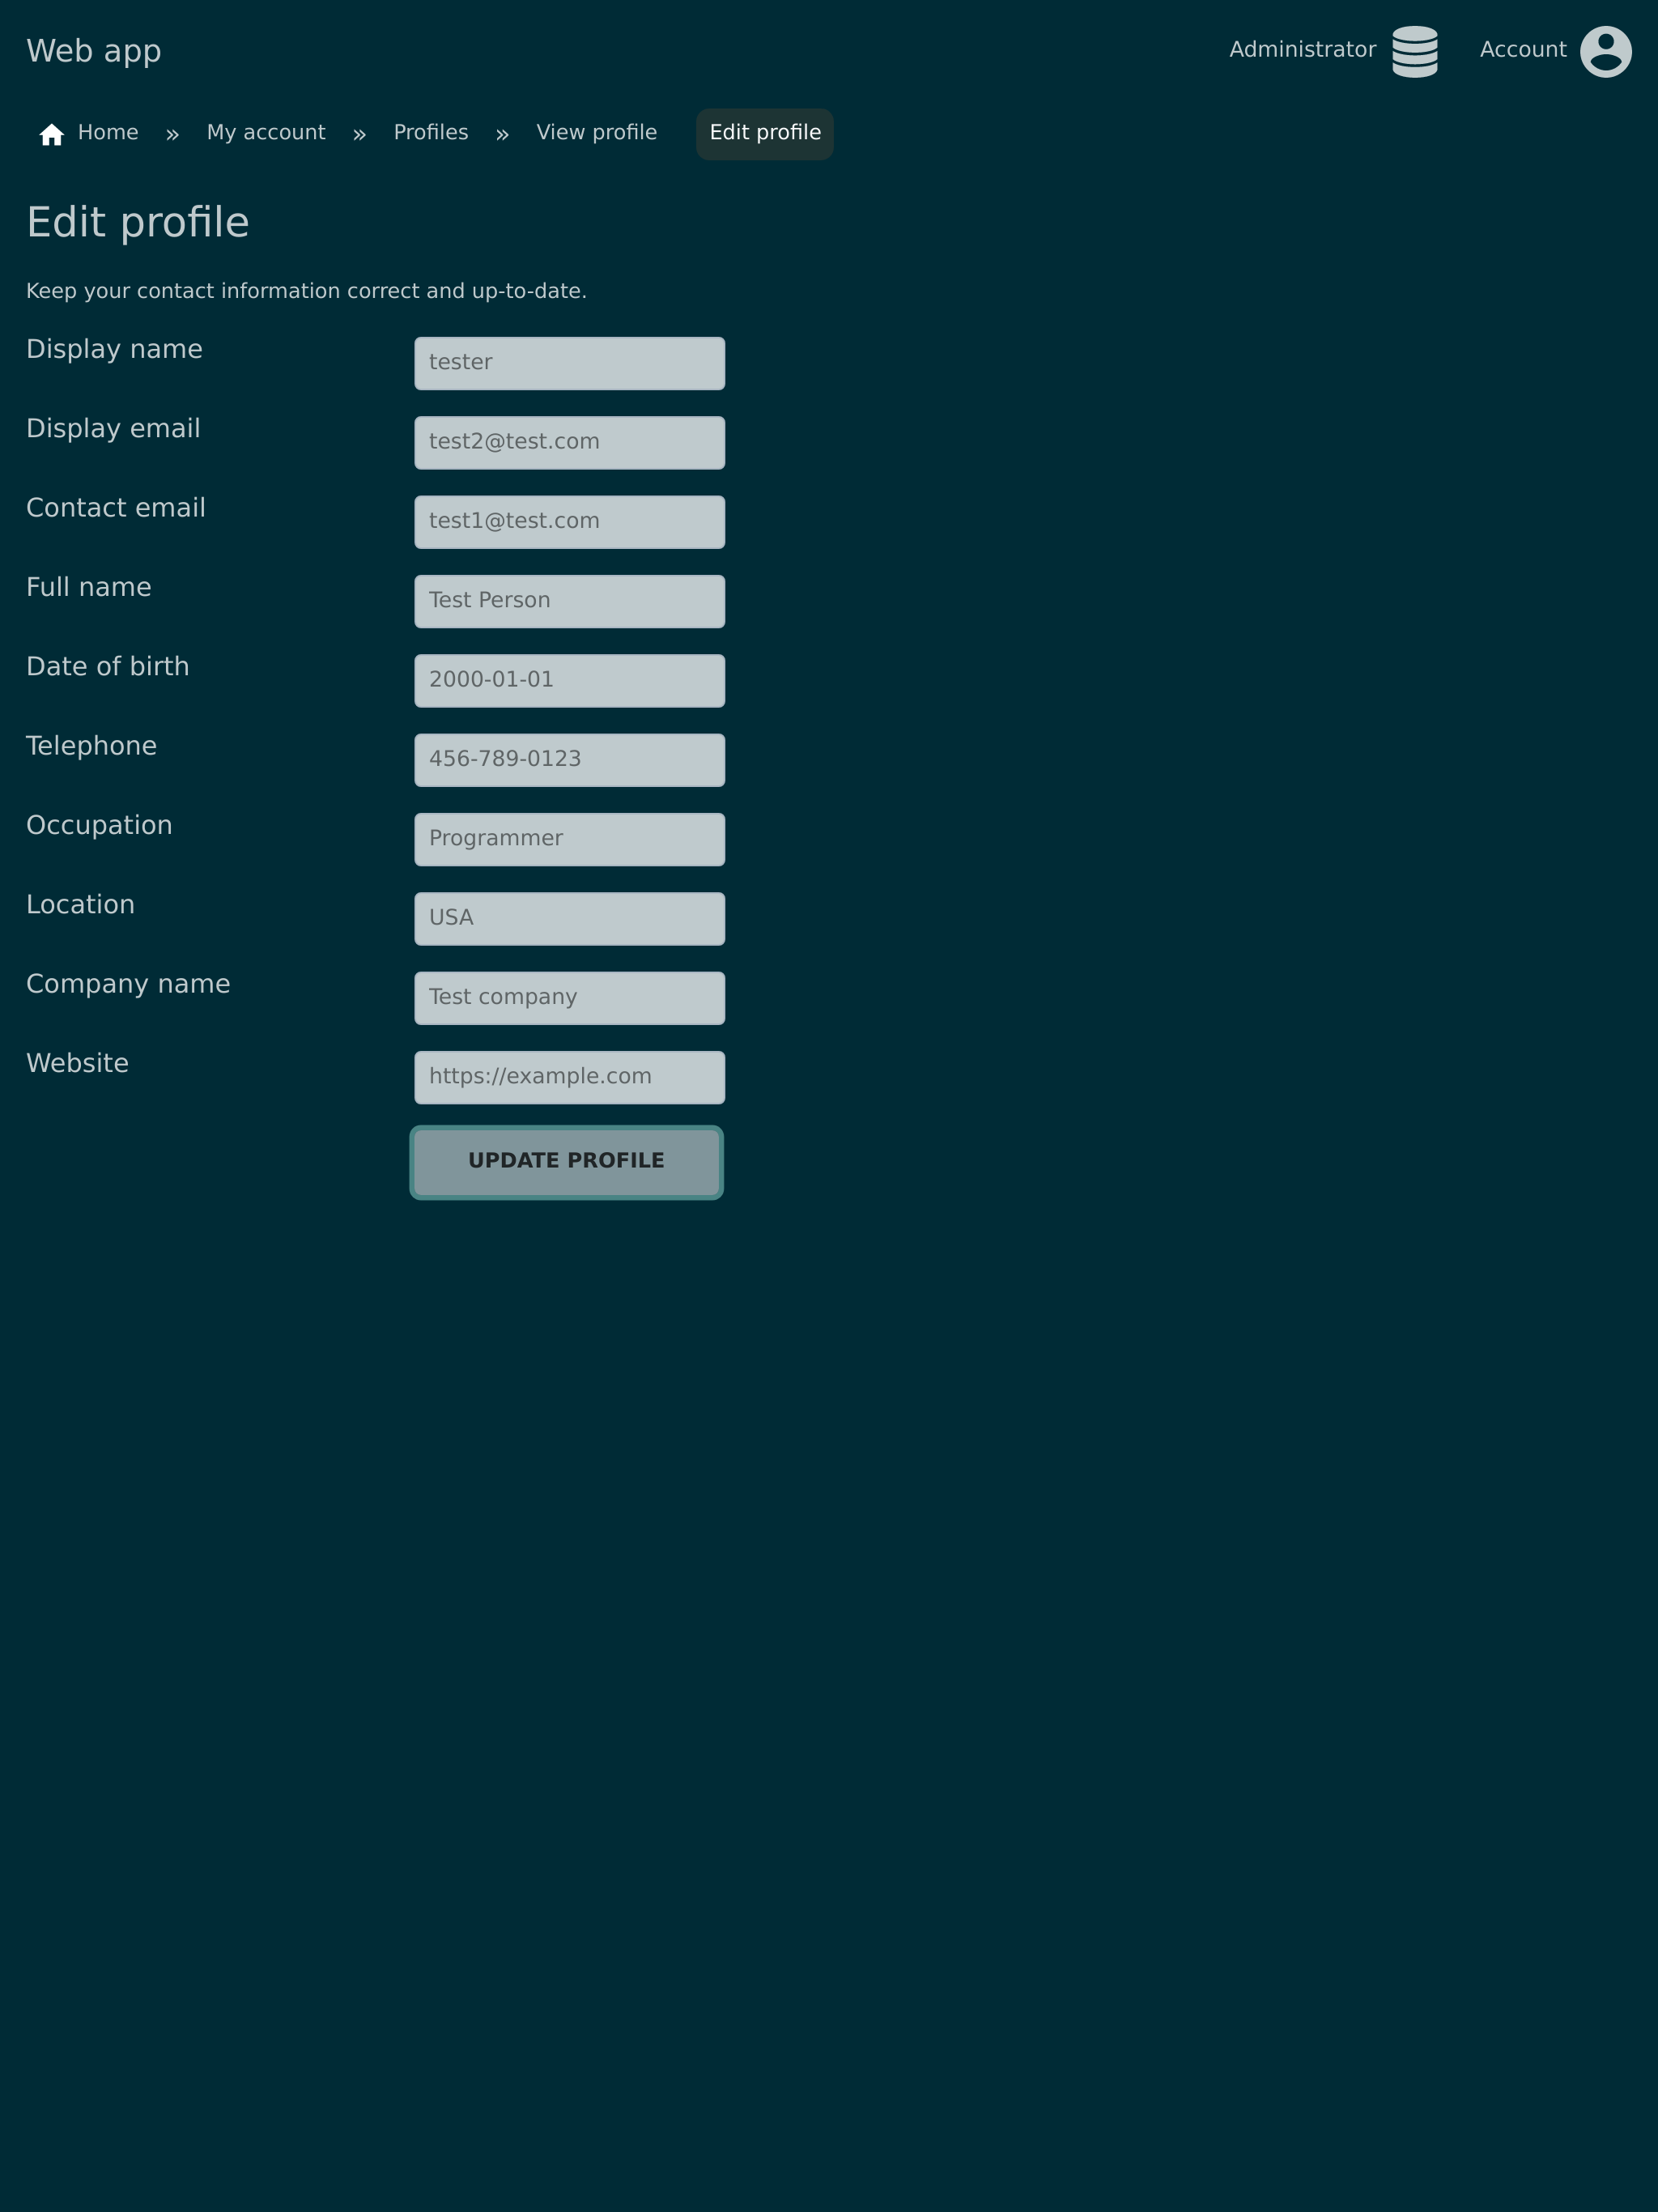 Web app
Administrator
Account
Home » My account » Profiles » View profile Edit profile
Edit profile
Keep your contact information correct and up-to-date.
Display name tester
Display email test2@test.com
Contact email test1@test.com
Full name Test Person
Date of birth 2000-01-01
Telephone 456-789-0123
Occupation Programmer
Location USA
Company name Test company
Website https://example.com
UPDATE PROFILE